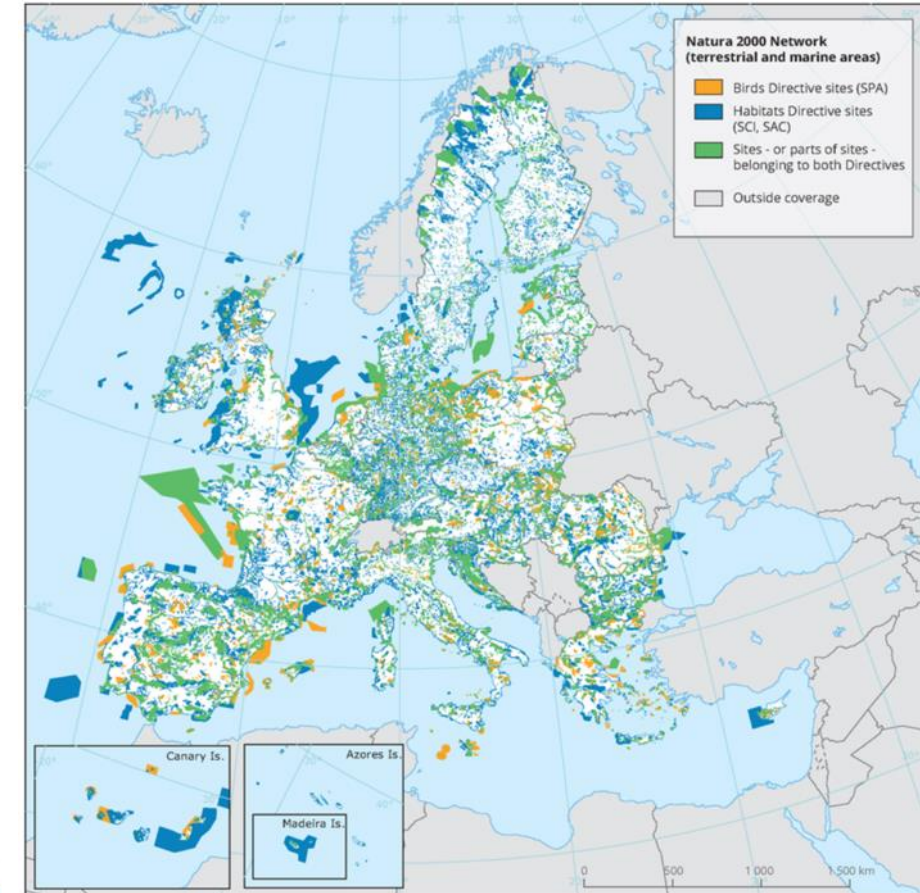 Natura 2000 Network
(terrestrial and marine areas)
Birds Directive sites (SPA)
Habitats Directive sites
(SCI, SAC)
Sites - or parts of sites -
belonging to both Directives
Outside coverage
Canary Is.
Azores Is.
Madeira Is.
0 500 1 000 1 500 km